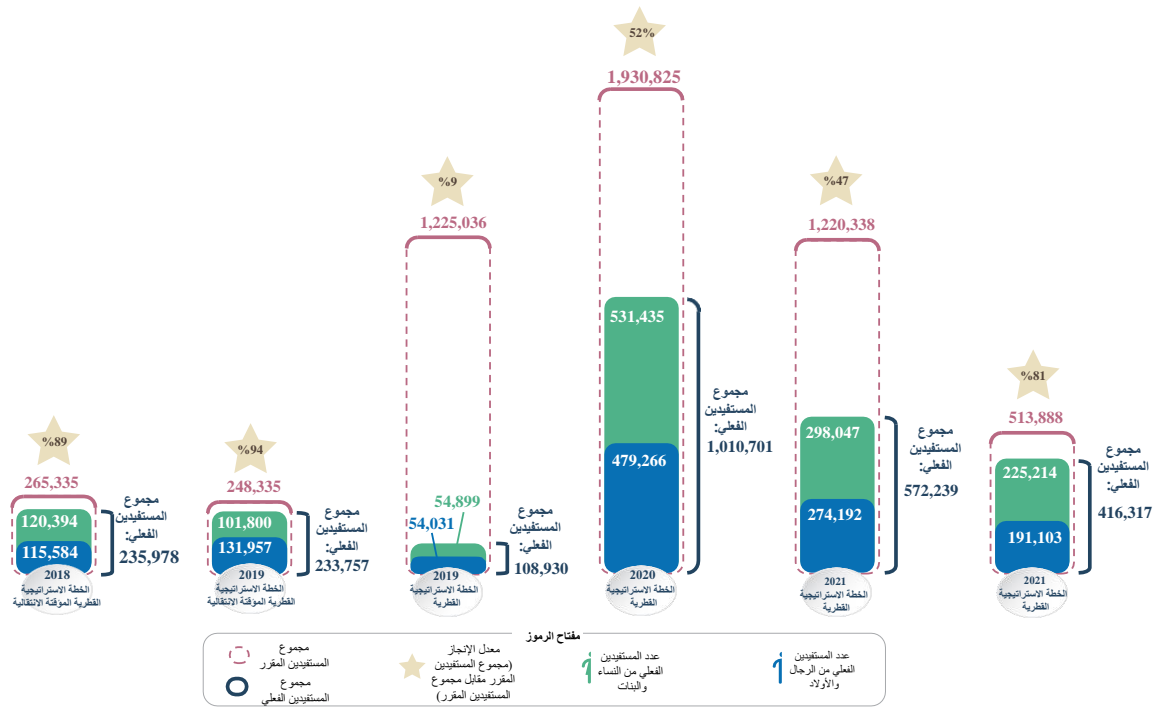 %89
265,335
120,394
115,584
مجموع
المستفيدين
الفعلي:
235,978
2018
الخطة الاستراتيجية
القطرية المؤقتة الانتقالية
%94
248,335
101,800
131,957
مجموع
المستفيدين
الفعلي:
233,757
2019
الخطة الاستراتيجية
القطرية المؤقتة الانتقالية
%9
1,225,036
54,899
54,031
مجموع
المستفيدين
الفعلي:
108,930
2019
الخطة الاستراتيجية
القطرية
52%
1,930,825
531,435
479,266
مجموع
المستفيدين
الفعلي:
1,010,701
2020
الخطة الاستراتيجية
القطرية
%47
1,220,338
298,047
274,192
مجموع
المستفيدين
الفعلي:
572,239
2021
الخطة الاستراتيجية
القطرية
%81
513,888
225,214
191,103
مجموع
المستفيدين
الفعلي:
416,317
2021
الخطة الاستراتيجية
القطرية
مفتاح الرموز
عدد المستفيدين
الفعلي من الرجال
والأولاد
عدد المستفيدين
الفعلي من النساء
والبنات
معدل الإنجاز
(مجموع المستفيدين
المقرر مقابل مجموع
المستفيدين المقرر)
مجموع
المستفيدين المقرر
مجموع
المستفيدين الفعلي